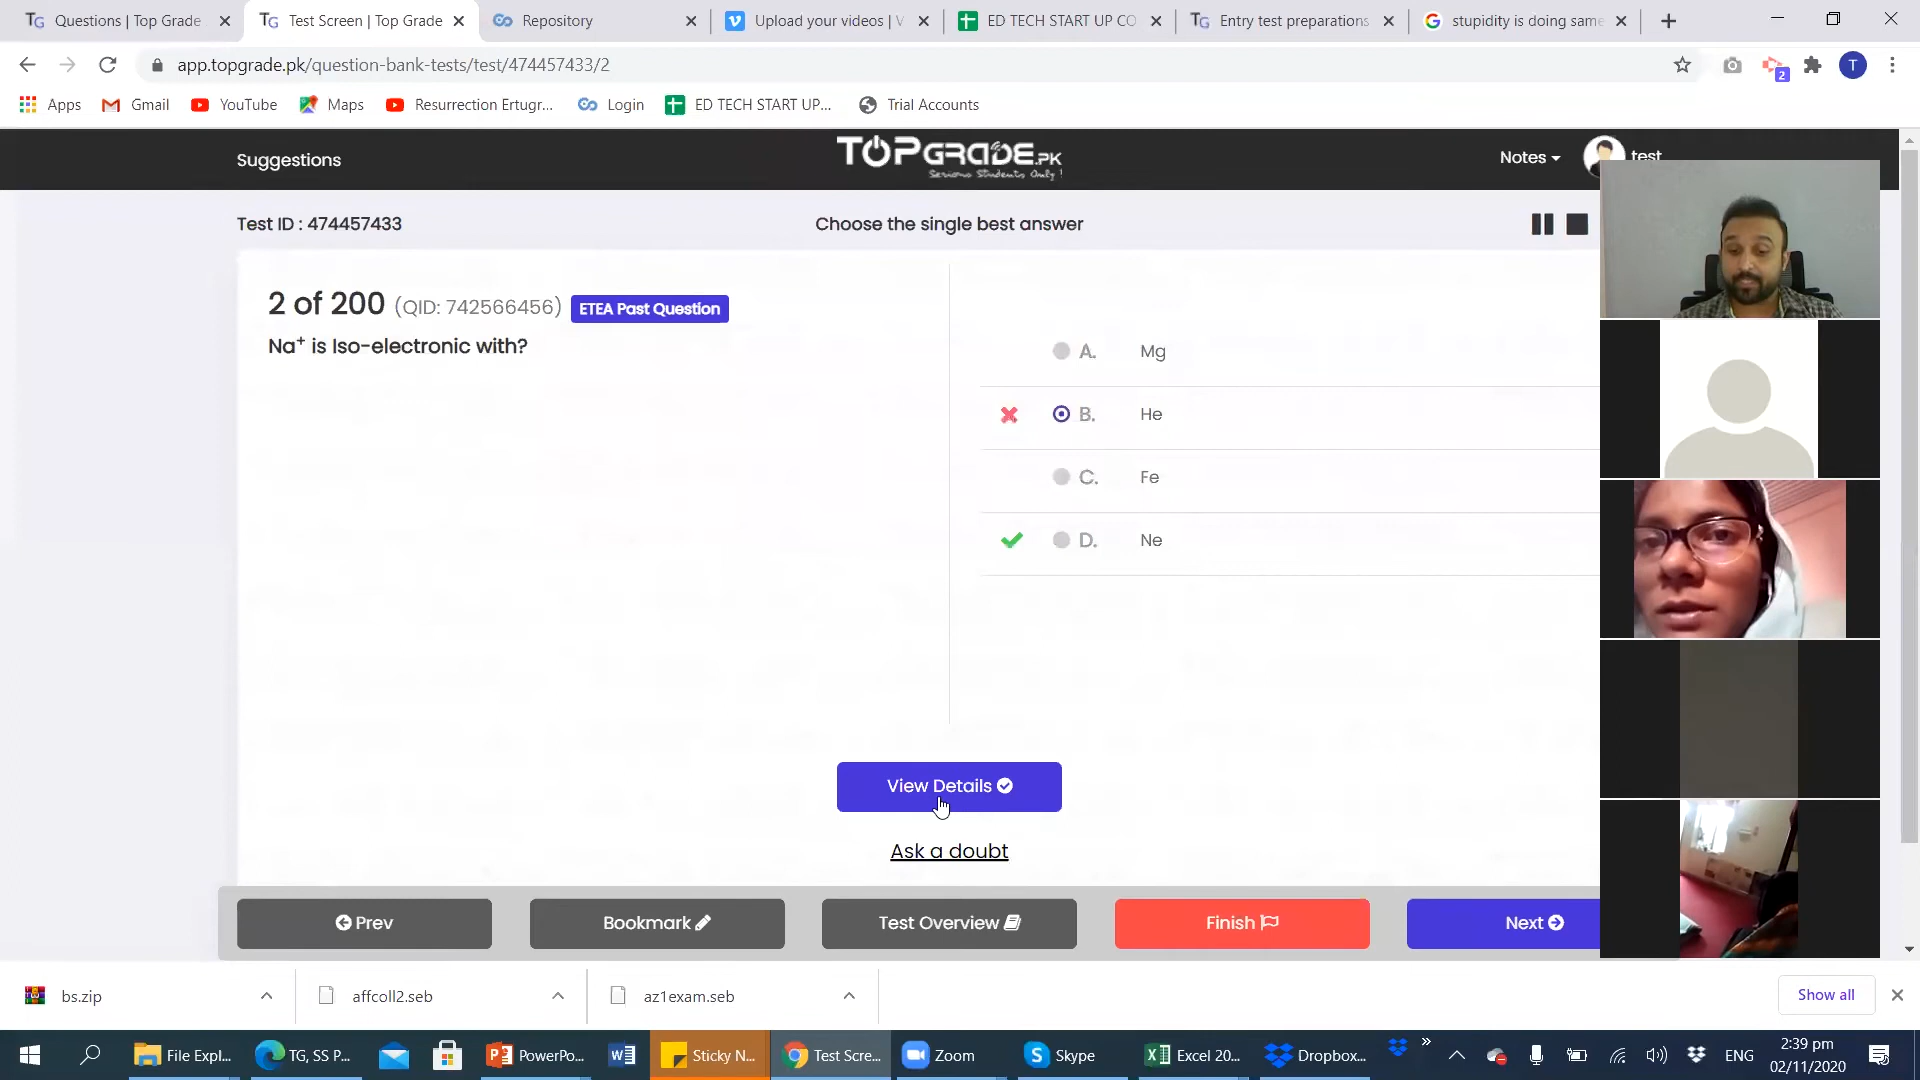 Questions | Top Grade
Test Screen | Top Grade
Repository
Upload your videos | V
ED TECH START UP CO
Entry test preparations
stupidity is doing same
app.topgrade.pk/question-bank-tests/test/474457433/2
2
T
Apps
Gmail
YouTube
Maps
Resurrection Ertugr...
Login
ED TECH START UP...
Trial Accounts
Suggestions
TOPGRADE.PK
Serious Students Only !
Notes
test
Test ID : 474457433
Choose the single best answer
2 of 200 (QID: 742566456) ETEA Past Question
Na⁺ is Iso-electronic with?
A. Mg
B. He
C. Fe
D. Ne
View Details
Ask a doubt
Prev
Bookmark
Test Overview
Finish
Next
bs.zip
affcoll2.seb
az1exam.seb
Show all
File Expl...
TG, SS P...
PowerPo...
Sticky N...
Test Scre...
Zoom
Skype
Excel 20...
Dropbox...
»
ENG
2:39 pm
02/11/2020